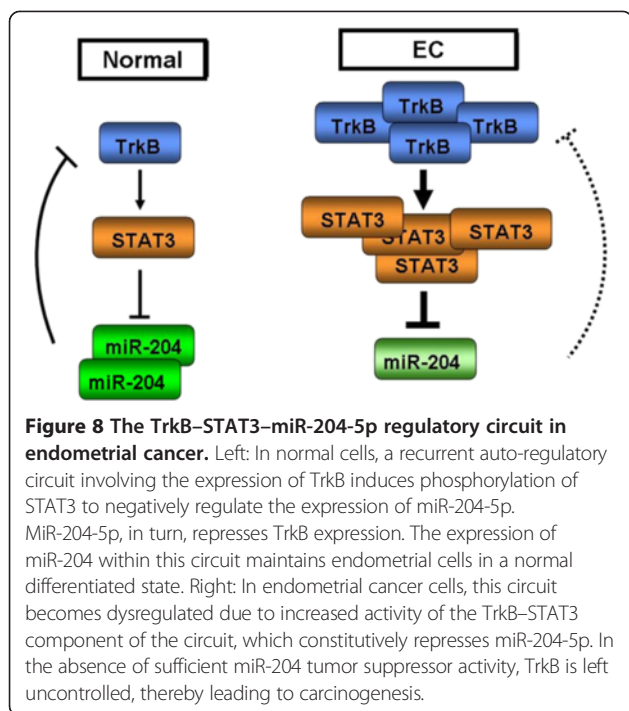 Normal
EC
TrkB
STAT3
miR-204
miR-204
TrkB
TrkB
TrkB
TrkB
STAT3
STAT3
STAT3
STAT3
miR-204
Figure 8 The TrkB–STAT3–miR-204-5p regulatory circuit in
endometrial cancer. Left: In normal cells, a recurrent auto-regulatory
circuit involving the expression of TrkB induces phosphorylation of
STAT3 to negatively regulate the expression of miR-204-5p.
MiR-204-5p, in turn, represses TrkB expression. The expression of
miR-204 within this circuit maintains endometrial cells in a normal
differentiated state. Right: In endometrial cancer cells, this circuit
becomes dysregulated due to increased activity of the TrkB–STAT3
component of the circuit, which constitutively represses miR-204-5p. In
the absence of sufficient miR-204 tumor suppressor activity, TrkB is left
uncontrolled, thereby leading to carcinogenesis.